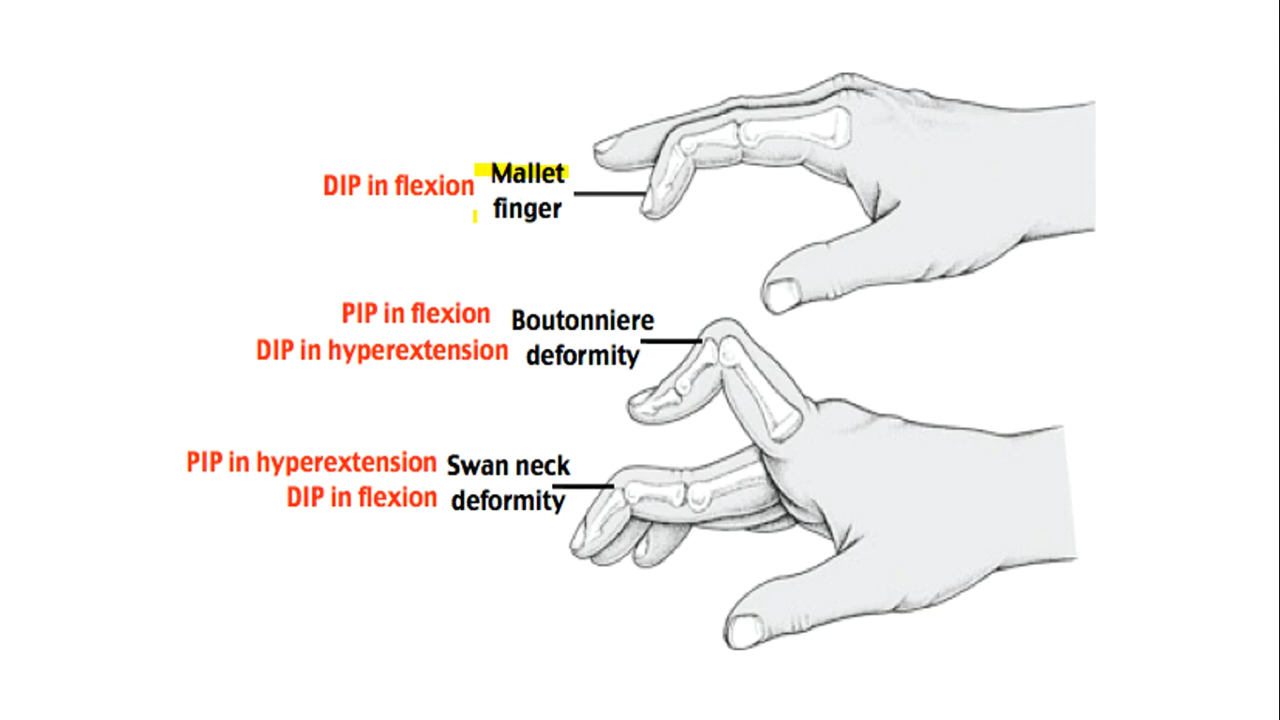 DIP in flexion
Mallet
finger
PIP in flexion
DIP in hyperextension
Boutonniere
deformity
PIP in hyperextension
DIP in flexion
Swan neck
deformity